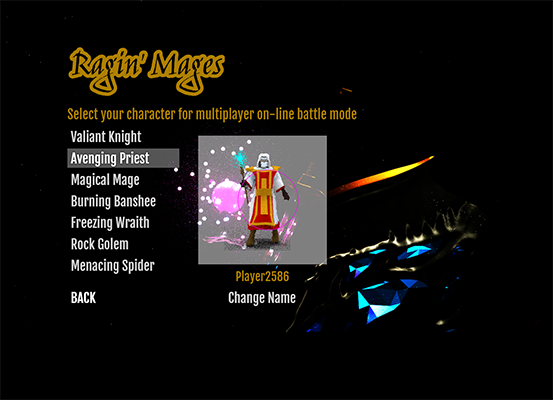 Ragin' Mages
Select your character for multiplayer on-line battle mode
Valiant Knight
Avenging Priest
Magical Mage
Burning Banshee
Freezing Wraith
Rock Golem
Menacing Spider
Player2586
BACK
Change Name